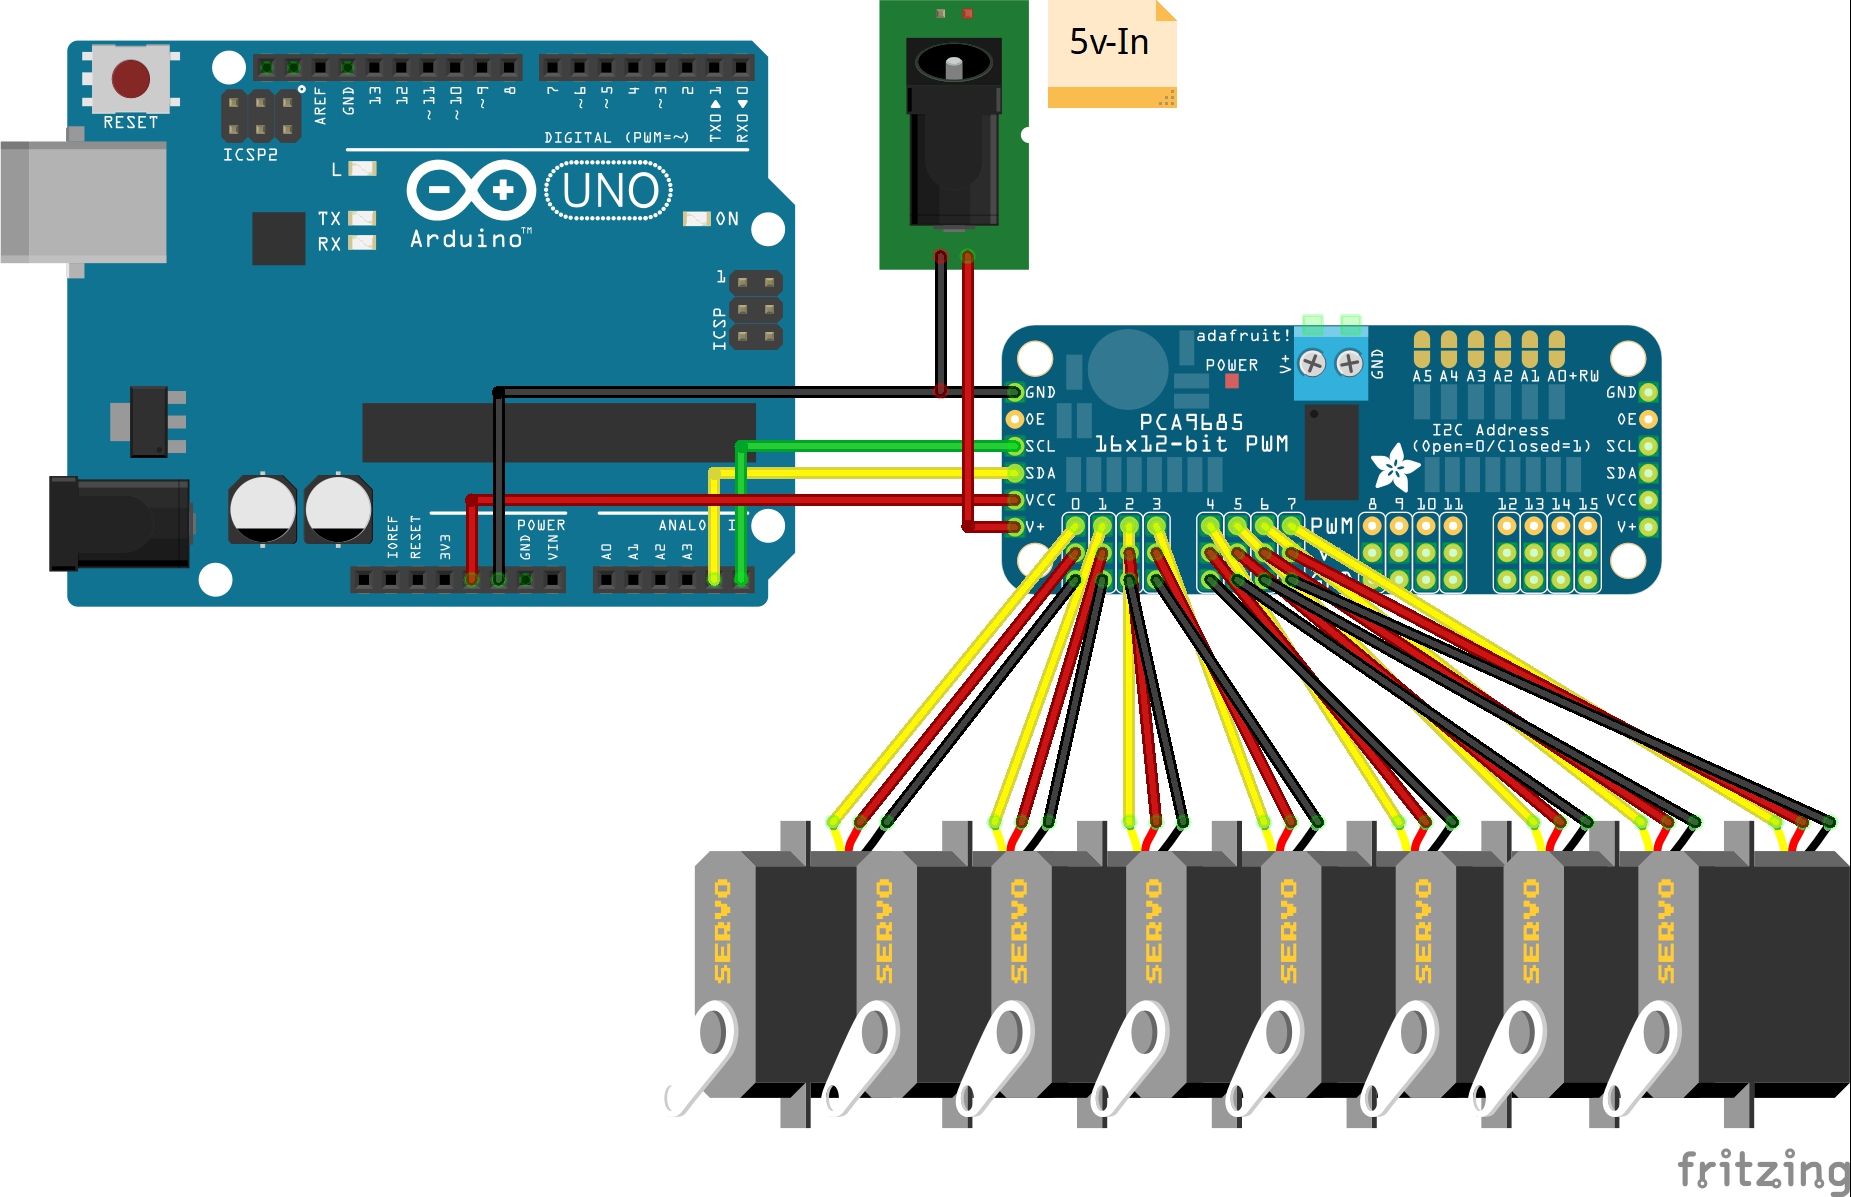 5v-In
RESET
ICSP2
AREF
GND
13
12
~11
~10
~9
8
7
~6
~5
4
~3
2
TX0▶1
RX0◀0
DIGITAL (PWM=~)
L
TX
RX
UNO
Arduino™
ON
1
ICSP
IOREF
RESET
3V3
GND
VIN
POWER
A0
A1
A2
A3
ANALO
I
adafruit!
POWER
V+
GND
A5 A4 A3 A2 A1 A0+RW
I2C Address
(Open=0/Closed=1)
PCA9685
16x12-bit PWM
GND
OE
SCL
SDA
VCC
V+
GND
OE
SCL
SDA
VCC
V+
0 1 2 3 4 5 6 7 8 9 10 11 12 13 14 15
PWM
SERVO
SERVO
SERVO
SERVO
SERVO
SERVO
SERVO
SERVO
fritzing